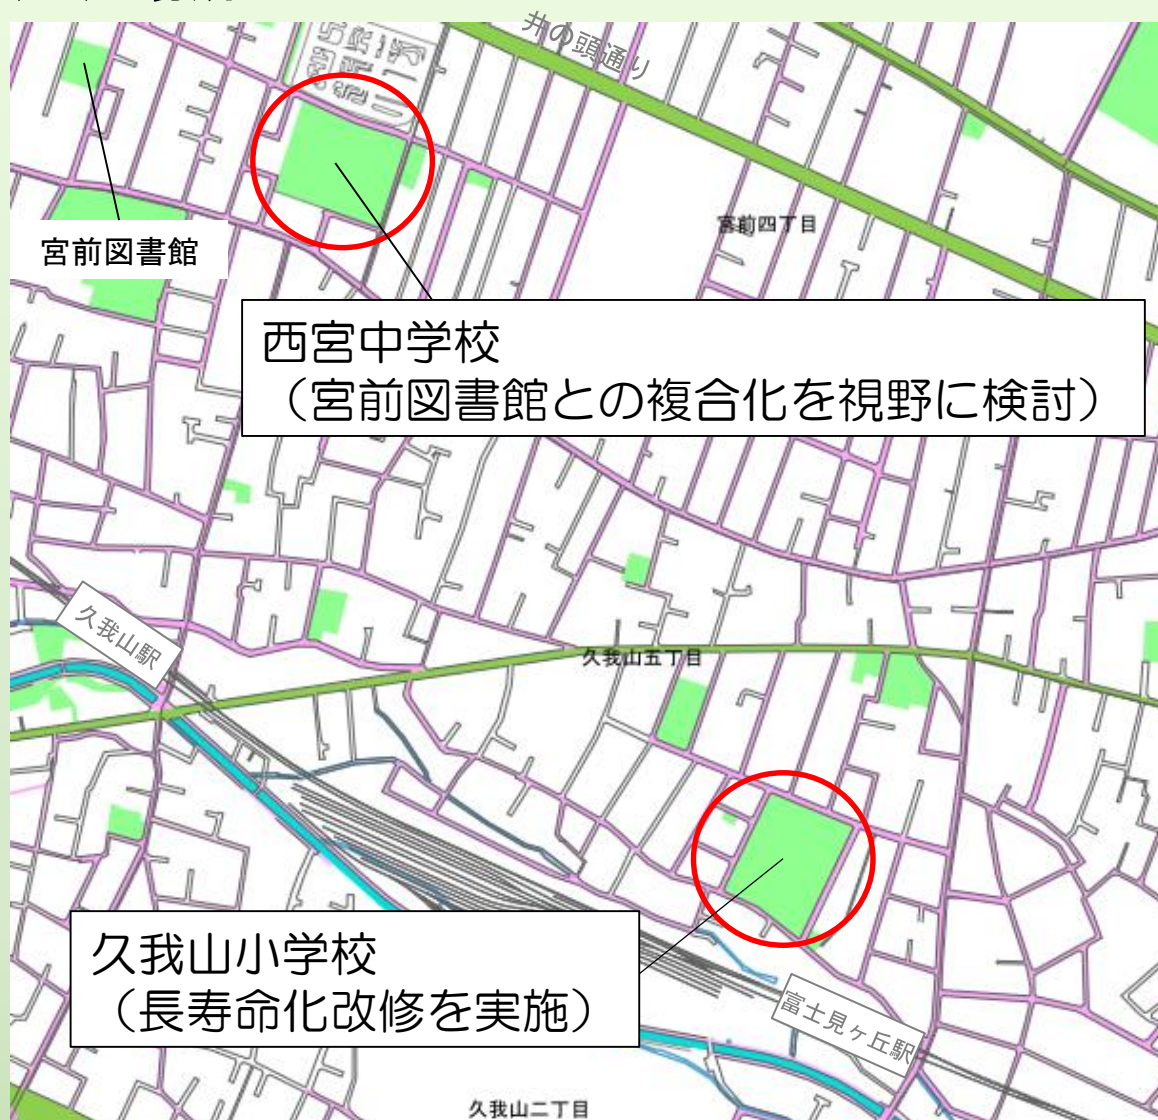 井の頭通り
宮前四丁目
宮前図書館
西宮中学校
（宮前図書館との複合化を視野に検討）
久我山駅
久我山五丁目
久我山小学校
（長寿命化改修を実施）
富士見ヶ丘駅
久我山二丁目